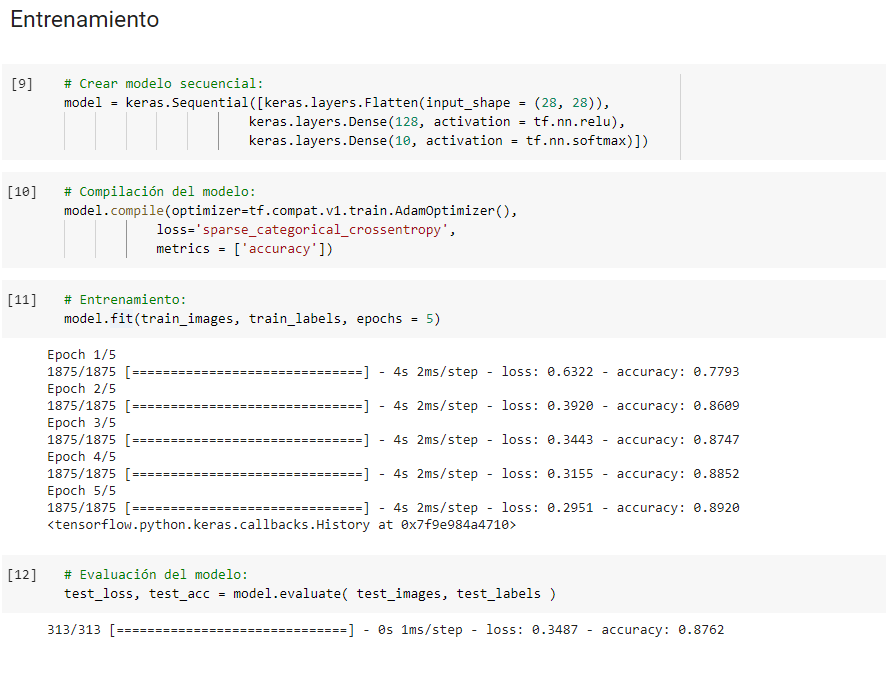 Entrenamiento
[9] # Crear modelo secuencial:
model = keras.Sequential([keras.layers.Flatten(input_shape = (28, 28)),
keras.layers.Dense(128, activation = tf.nn.relu),
keras.layers.Dense(10, activation = tf.nn.softmax)])
[10] # Compilación del modelo:
model.compile(optimizer=tf.compat.v1.train.AdamOptimizer(),
loss='sparse_categorical_crossentropy',
metrics = ['accuracy'])
[11] # Entrenamiento:
model.fit(train_images, train_labels, epochs = 5)
Epoch 1/5
1875/1875 [==============================] - 4s 2ms/step - loss: 0.6322 - accuracy: 0.7793
Epoch 2/5
1875/1875 [==============================] - 4s 2ms/step - loss: 0.3920 - accuracy: 0.8609
Epoch 3/5
1875/1875 [==============================] - 4s 2ms/step - loss: 0.3443 - accuracy: 0.8747
Epoch 4/5
1875/1875 [==============================] - 4s 2ms/step - loss: 0.3155 - accuracy: 0.8852
Epoch 5/5
1875/1875 [==============================] - 4s 2ms/step - loss: 0.2951 - accuracy: 0.8920
<tensorflow.python.keras.callbacks.History at 0x7f9e984a4710>
[12] # Evaluación del modelo:
test_loss, test_acc = model.evaluate( test_images, test_labels )
313/313 [==============================] - 0s 1ms/step - loss: 0.3487 - accuracy: 0.8762